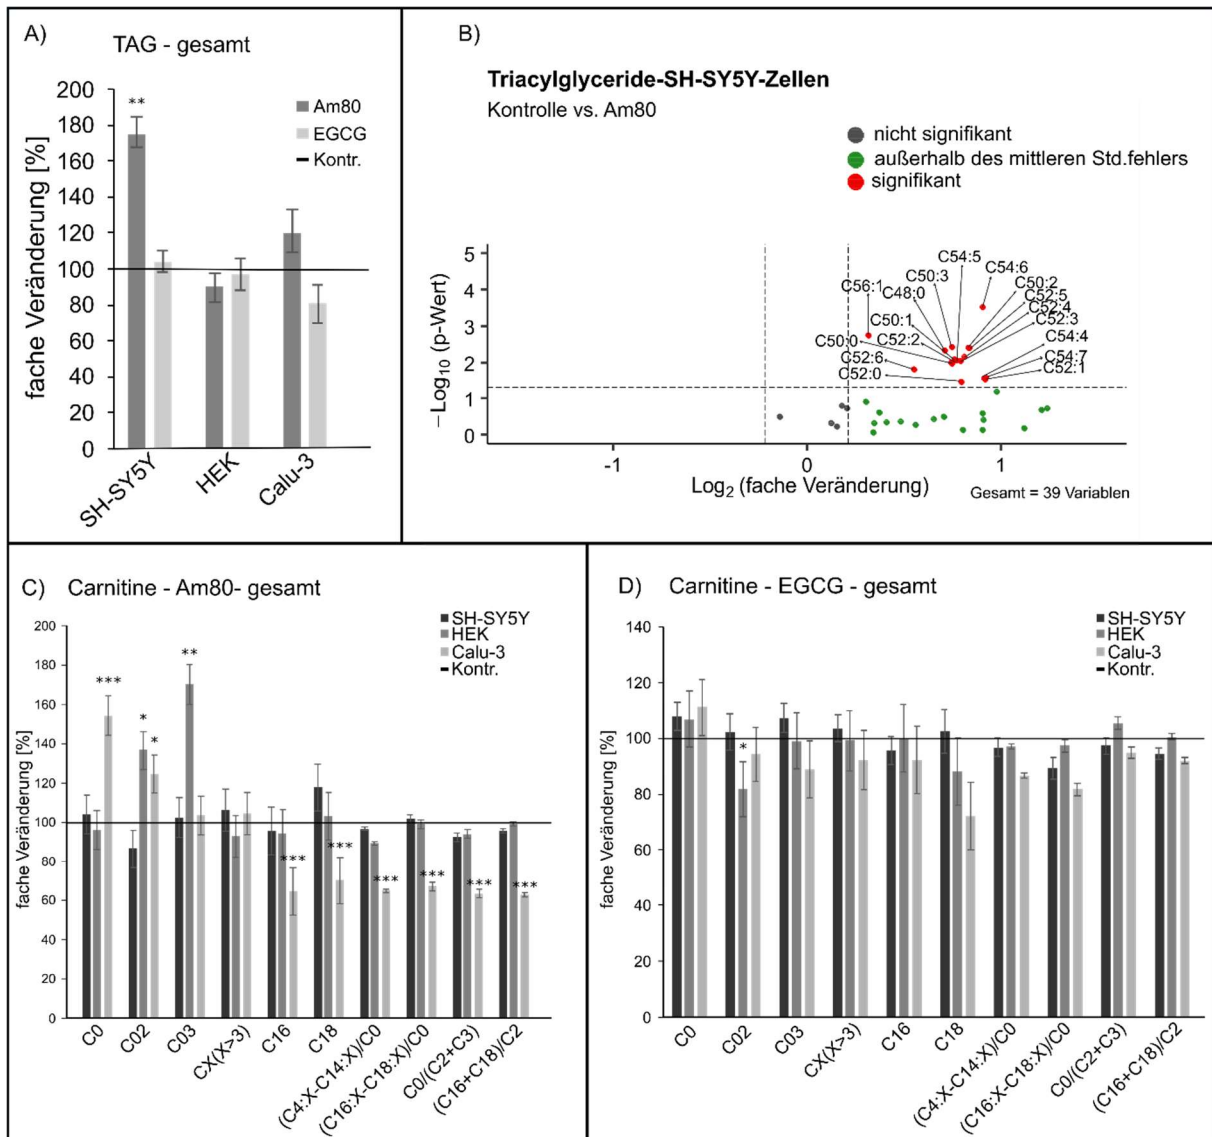 A)
TAG - gesamt
fache Veränderung [%]
200
180
160
140
120
100
80
60
40
20
0
**
Am80
EGCG
Kontr.
SH-SY5Y
HEK
Calu-3
B)
Triacylglyceride-SH-SY5Y-Zellen
Kontrolle vs. Am80
nicht signifikant
außerhalb des mittleren Std.fehlers
signifikant
−Log10 (p-Wert)
5
4
3
2
1
0
C54:5
C54:6
C50:3
C50:2
C56:1
C48:0
C52:5
C52:4
C50:1
C52:3
C50:0
C52:2
C54:4
C52:6
C54:7
C52:0
C52:1
-1
0
1
Log2 (fache Veränderung)
Gesamt = 39 Variablen
C)
Carnitine - Am80- gesamt
SH-SY5Y
HEK
Calu-3
Kontr.
fache Veränderung [%]
200
180
160
140
120
100
80
60
40
20
0
***
*
*
**
***
***
***
***
***
***
C0
C02
C03
CX(X>3)
C16
C18
(C4:X-C14:X)/C0
(C16:X-C18:X)/C0
C0/(C2+C3)
(C16+C18)/C2
D)
Carnitine - EGCG - gesamt
SH-SY5Y
HEK
Calu-3
Kontr.
fache Veränderung [%]
140
120
100
80
60
40
20
0
*
C0
C02
C03
CX(X>3)
C16
C18
(C4:X-C14:X)/C0
(C16:X-C18:X)/C0
C0/(C2+C3)
(C16+C18)/C2